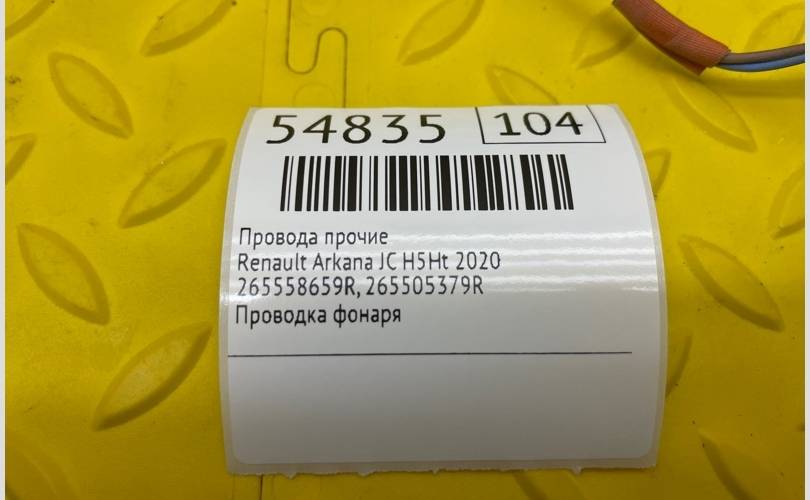 54835 104
Провода прочие
Renault Arkana JC H5Ht 2020
265558659R, 265505379R
Проводка фонаря